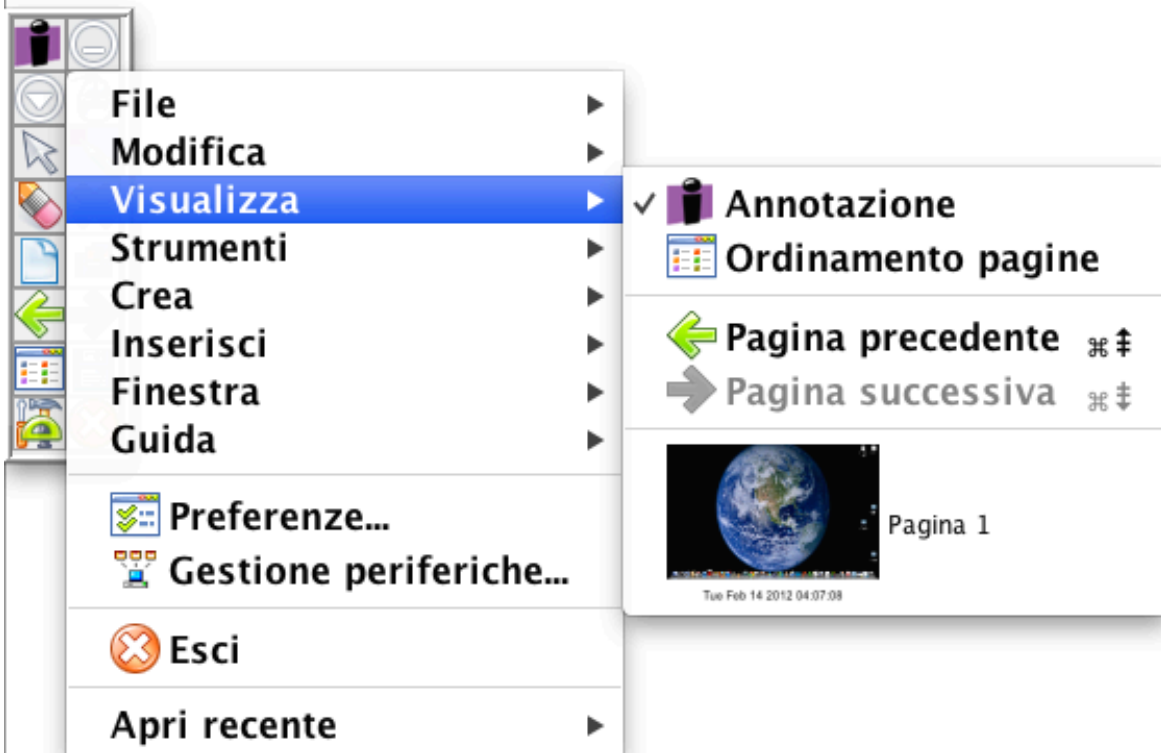 File
Modifica
Visualizza
Strumenti
Crea
Inserisci
Finestra
Guida
Preferenze...
Gestione periferiche...
Esci
Apri recente
Annotazione
Ordinamento pagine
Pagina precedente ⌘⇞
Pagina successiva ⌘⇟
Pagina 1
Tue Feb 14 2012 04:07:08